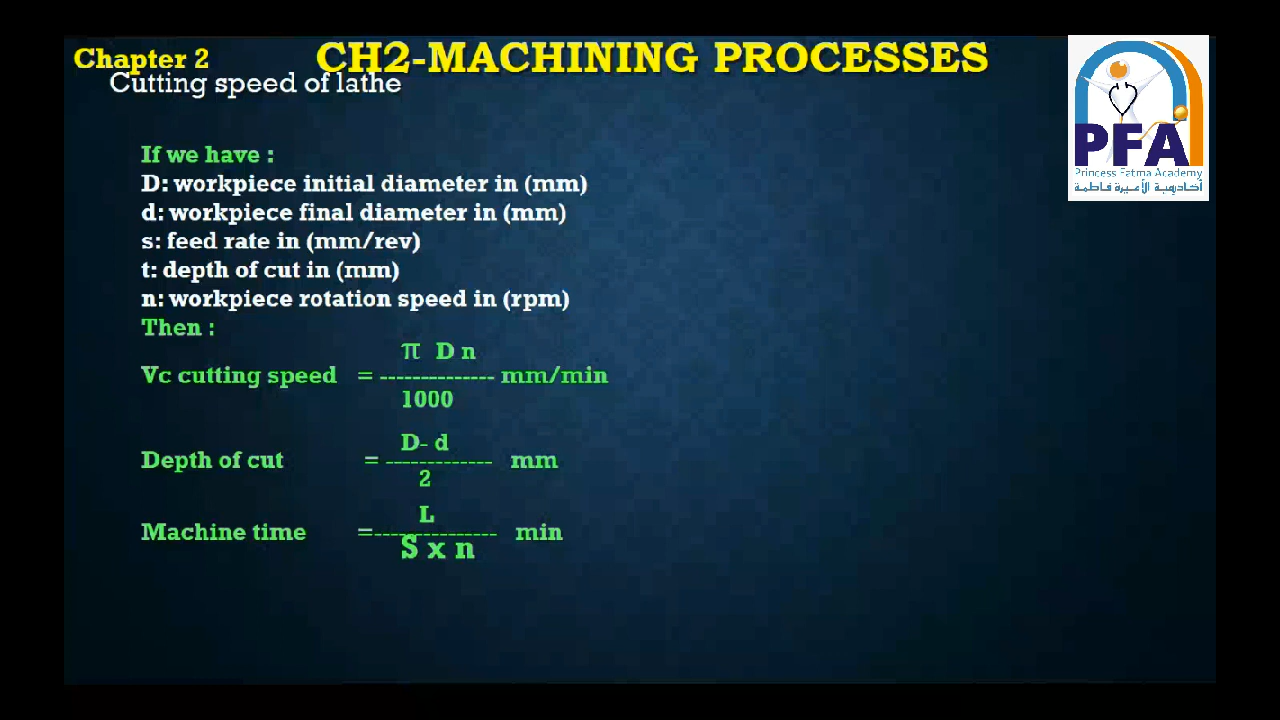 Chapter 2
CH2-MACHINING PROCESSES
Cutting speed of lathe
PFA
Princess Fatma Academy
أكاديمية الأميرة فاطمة
If we have :
D: workpiece initial diameter in (mm)
d: workpiece final diameter in (mm)
s: feed rate in (mm/rev)
t: depth of cut in (mm)
n: workpiece rotation speed in (rpm)
Then :
π D n
Vc cutting speed = -------------- mm/min
1000
D- d
Depth of cut = ------------- mm
2
L
Machine time =--------------- min
S x n